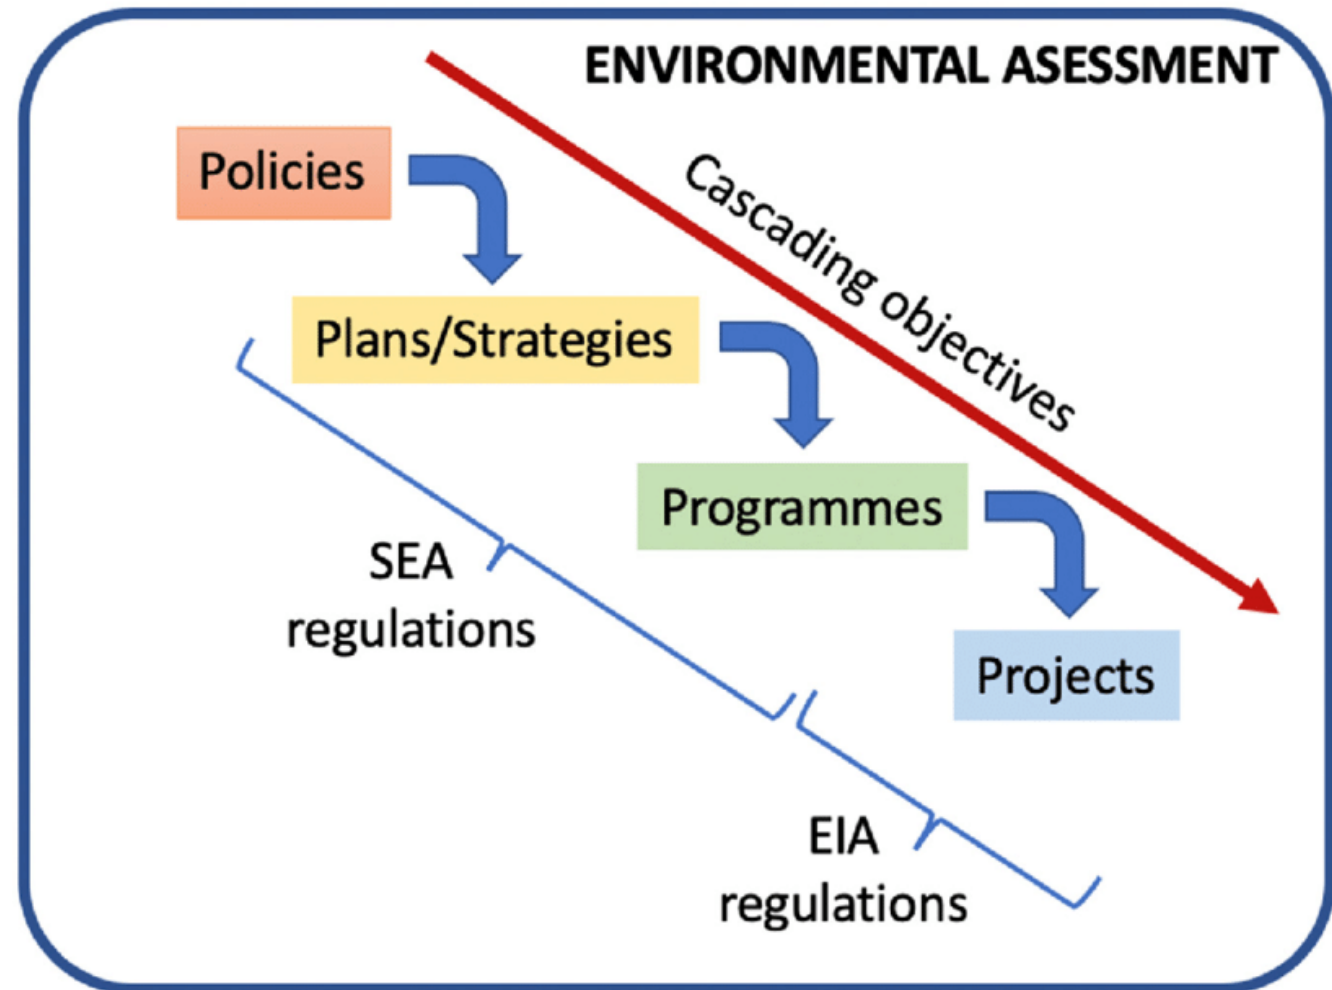 ENVIRONMENTAL ASESSMENT
Policies
Cascading objectives
Plans/Strategies
Programmes
SEA
regulations
Projects
EIA
regulations